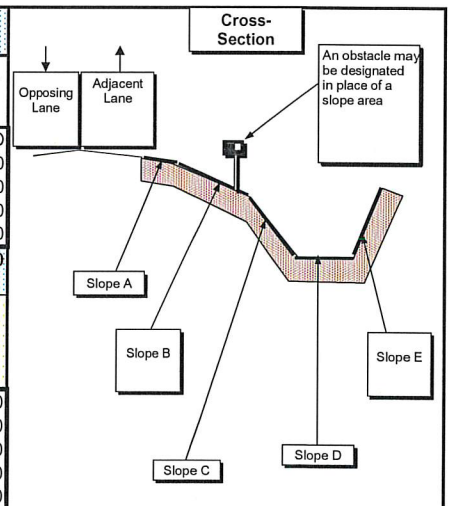 Cross-
Section
An obstacle may
be designated
in place of a
slope area
Opposing
Lane
Adjacent
Lane
Slope A
Slope B
Slope E
Slope D
Slope C